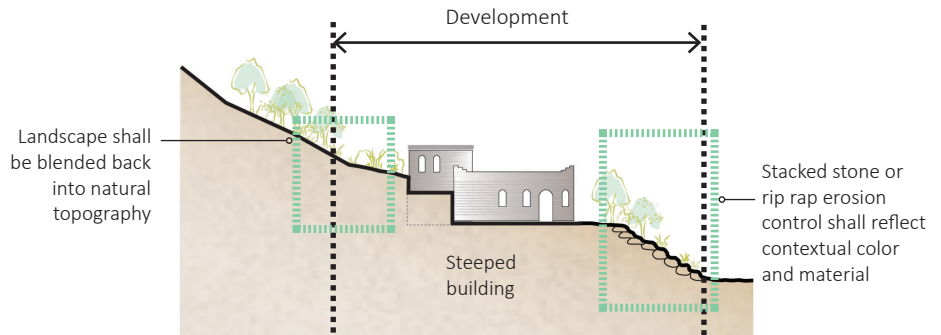 Development
Landscape shall
be blended back
into natural
topography
Stacked stone or
rip rap erosion
control shall reflect
contextual color
and material
Steeped
building